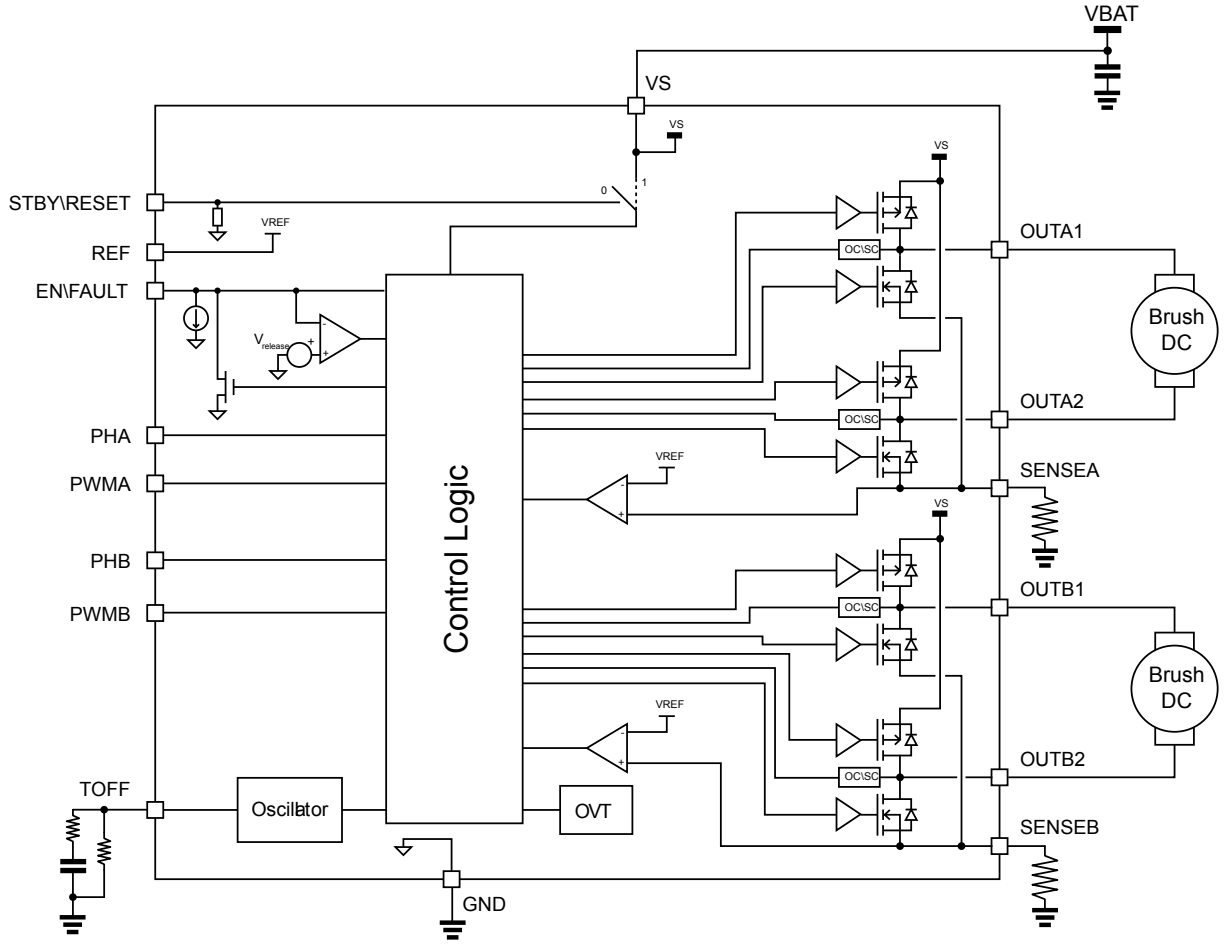 VBAT
VS
VS
VS
0
1
STBY\RESET
VREF
REF
OUTA1
OC\SC
EN\FAULT
Brush
DC
Vrelease
+
-
+
OUTA2
OC\SC
PHA
VREF
SENSEA
PWMA
-
+
Control Logic
VS
PHB
OUTB1
OC\SC
PWMB
Brush
DC
VREF
-
+
OUTB2
OC\SC
TOFF
Oscillator
OVT
SENSEB
GND